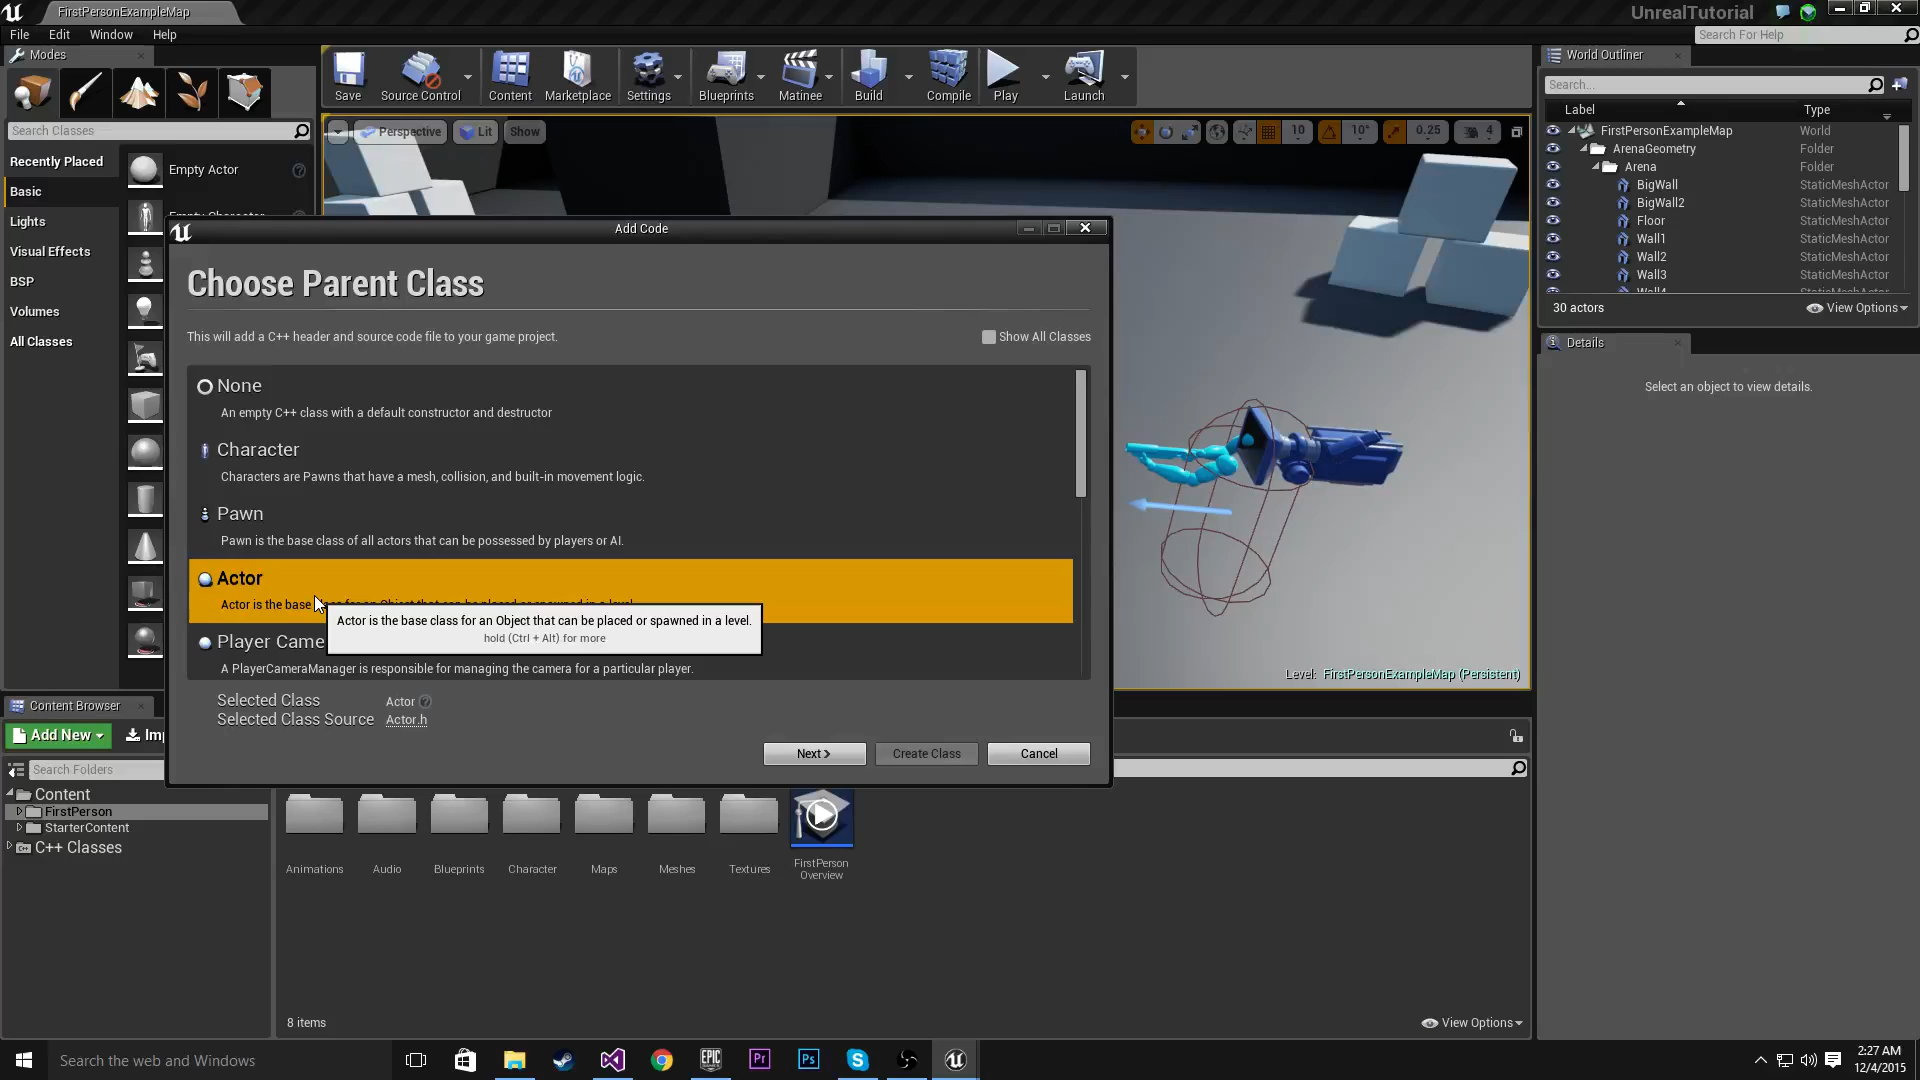 FirstPersonExampleMap
UnrealTutorial
File Edit Window Help
Search For Help
Modes
Save Source Control Content Marketplace Settings Blueprints Matinee Build Compile Play Launch
World Outliner
Search...
Label Type
Search Classes
Perspective Lit Show
10 10° 0.25 4
FirstPersonExampleMap World
ArenaGeometry Folder
Arena Folder
BigWall StaticMeshActor
BigWall2 StaticMeshActor
Floor StaticMeshActor
Wall1 StaticMeshActor
Wall2 StaticMeshActor
Wall3 StaticMeshActor
Wall4 StaticMeshActor
30 actors
View Options
Details
Select an object to view details.
Recently Placed
Basic
Lights
Visual Effects
BSP
Volumes
All Classes
Empty Actor
Empty Character
Add Code
Choose Parent Class
This will add a C++ header and source code file to your game project.
Show All Classes
None
An empty C++ class with a default constructor and destructor
Character
Characters are Pawns that have a mesh, collision, and built-in movement logic.
Pawn
Pawn is the base class of all actors that can be possessed by players or AI.
Actor
Actor is the base class for an Object that can be placed or spawned in a level.
Actor is the base class for an Object that can be placed or spawned in a level.
hold (Ctrl + Alt) for more
Player Came
A PlayerCameraManager is responsible for managing the camera for a particular player.
Selected Class Actor
Selected Class Source Actor.h
Next Create Class Cancel
Level: FirstPersonExampleMap (Persistent)
Content Browser
Add New Imp
Search Folders
Content
FirstPerson
StarterContent
C++ Classes
Animations Audio Blueprints Character Maps Meshes Textures FirstPerson
Overview
8 items
View Options
Search the web and Windows
EPIC
Pr
Ps
2:27 AM
12/4/2015